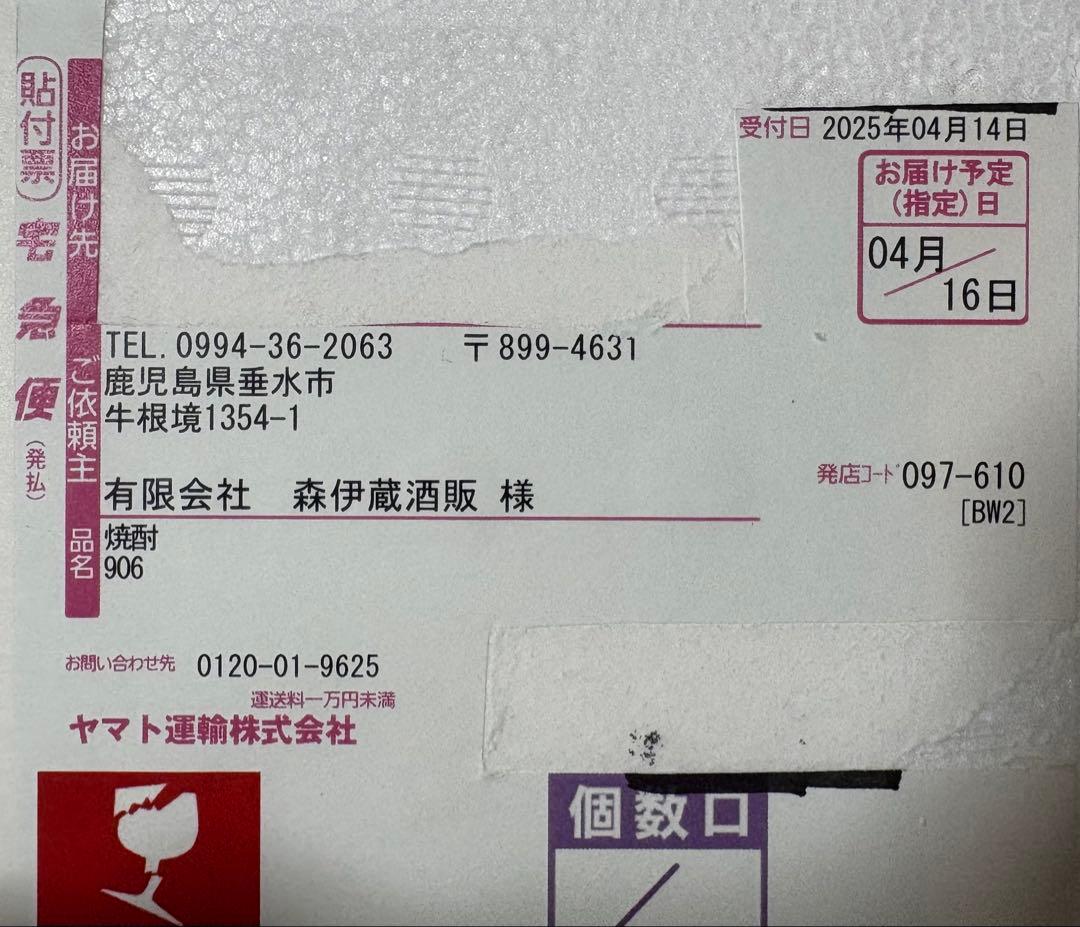 貼付票
宅急便
(発払)
お届け先
受付日 2025年04月14日
お届け予定
(指定)日
04月
16日
ご依頼主
TEL. 0994-36-2063 〒899-4631
鹿児島県垂水市
牛根境1354-1
有限会社 森伊蔵酒販 様
発店コード 097-610
[BW2]
品名
焼酎
906
お問い合わせ先 0120-01-9625
運送料一万円未満
ヤマト運輸株式会社
個数口